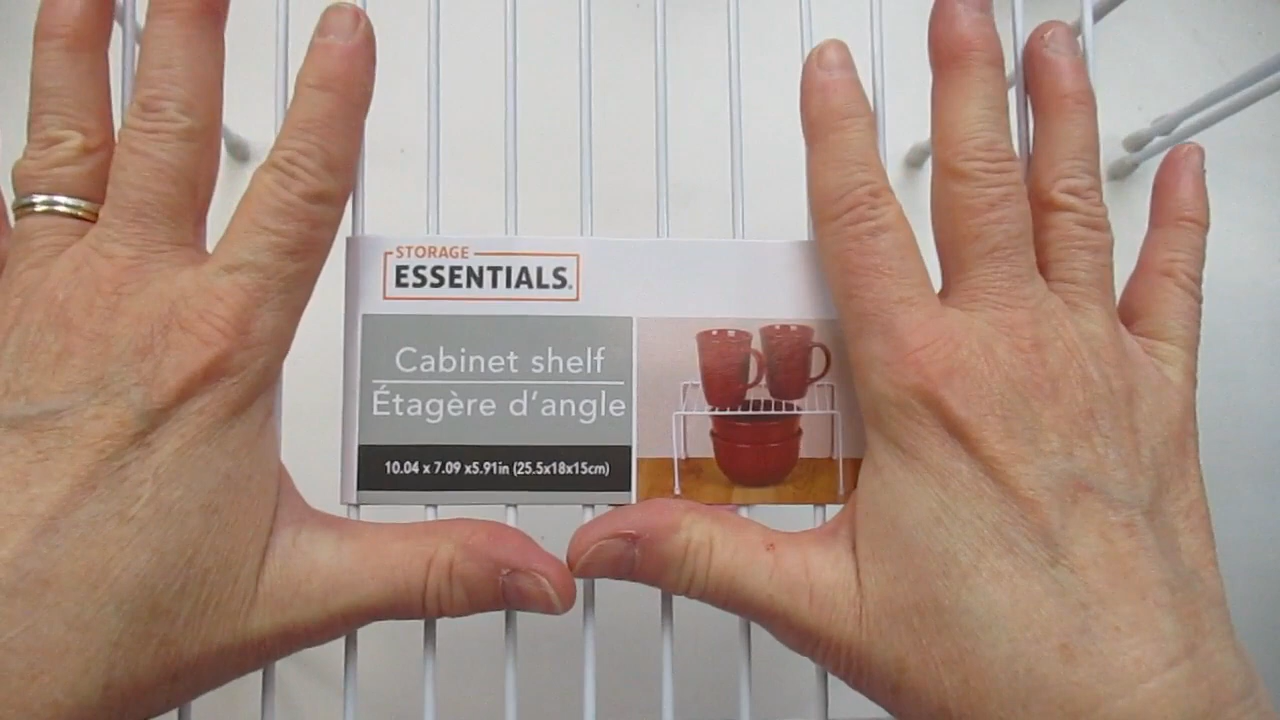 STORAGE
ESSENTIALS.
Cabinet shelf
Étagère d'angle
10.04 x 7.09 x5.91in (25.5x18x15cm)